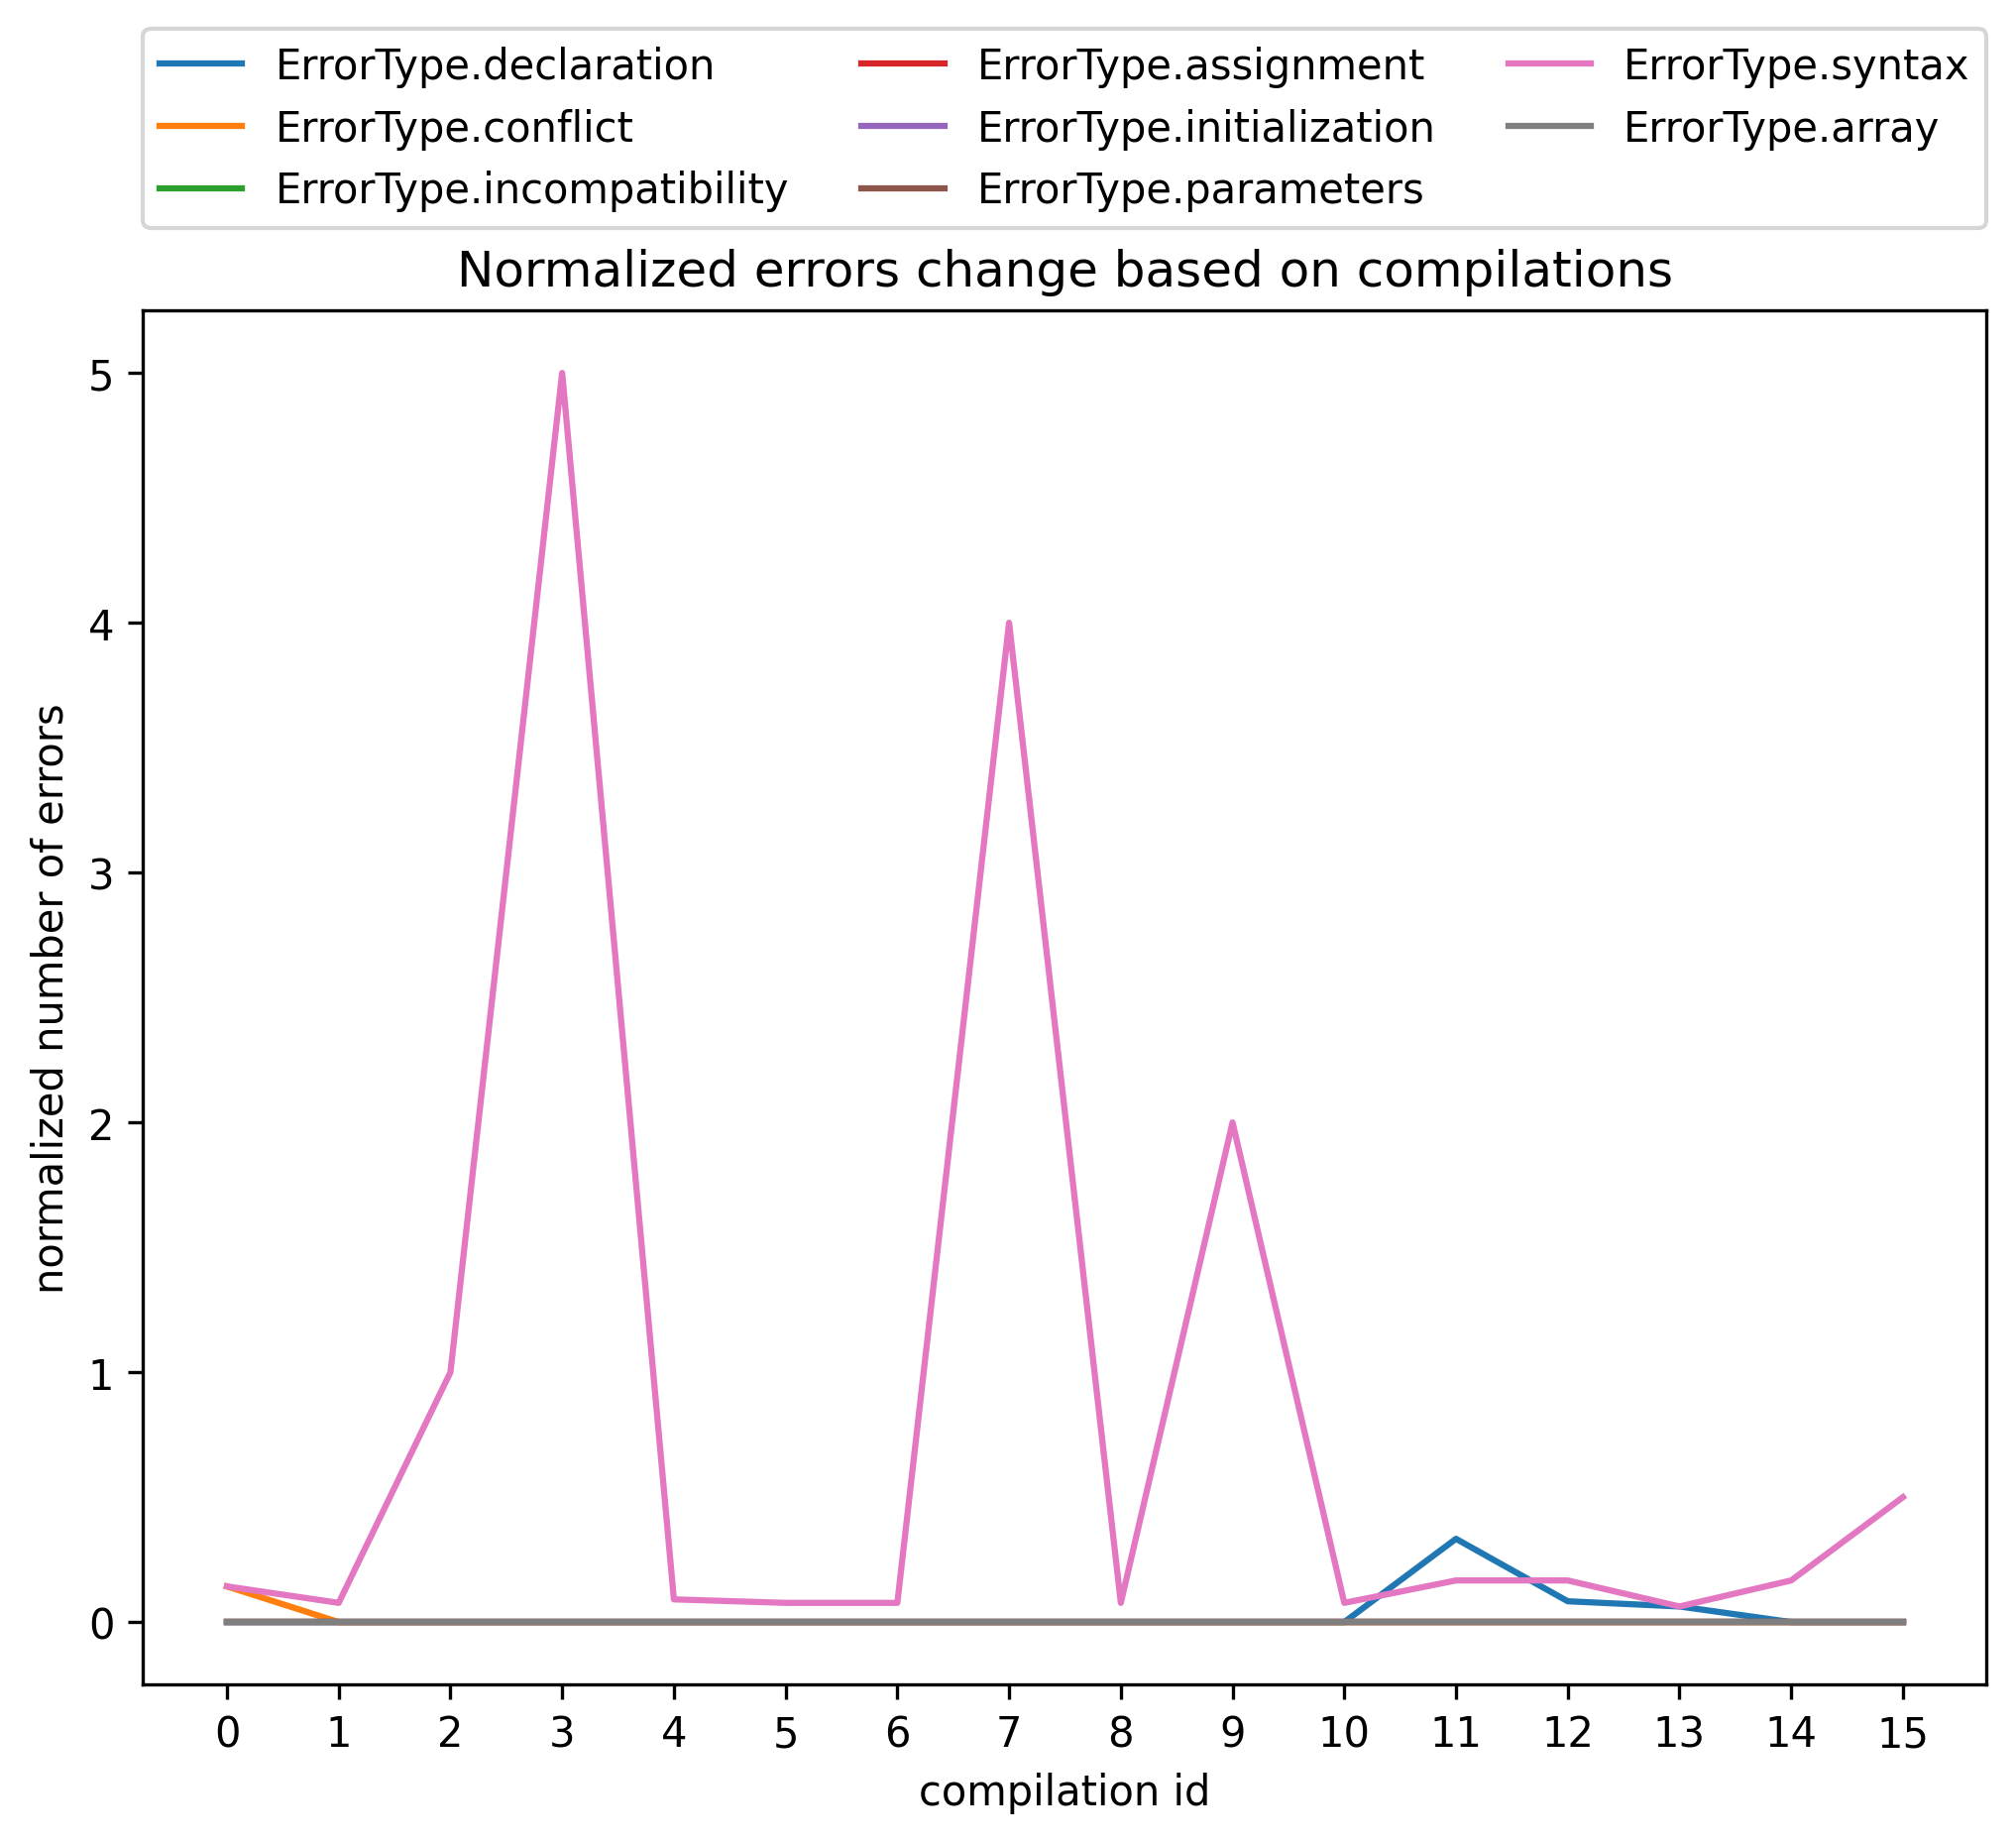 ErrorType.declaration
ErrorType.conflict
ErrorType.incompatibility
ErrorType.assignment
ErrorType.initialization
ErrorType.parameters
ErrorType.syntax
ErrorType.array
Normalized errors change based on compilations
normalized number of errors
5
4
3
2
1
0
0 1 2 3 4 5 6 7 8 9 10 11 12 13 14 15
compilation id